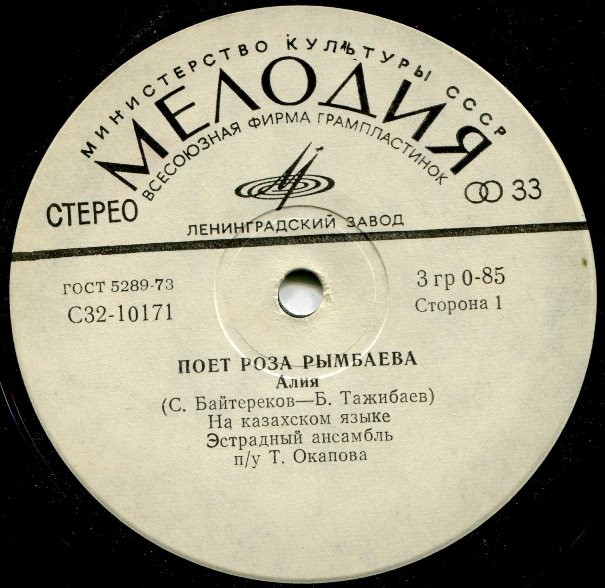 МИНИСТЕРСТВО КУЛЬТУРЫ СССР
МЕЛОДИЯ
ВСЕСОЮЗНАЯ ФИРМА ГРАМПЛАСТИНОК
СТЕРЕО
33
ЛЕНИНГРАДСКИЙ ЗАВОД
ГОСТ 5289-73
3 гр 0-85
С32-10171
Сторона 1
ПОЕТ РОЗА РЫМБАЕВА
Алия
(С. Байтереков—Б. Тажибаев)
На казахском языке
Эстрадный ансамбль
п/у Т. Окапова